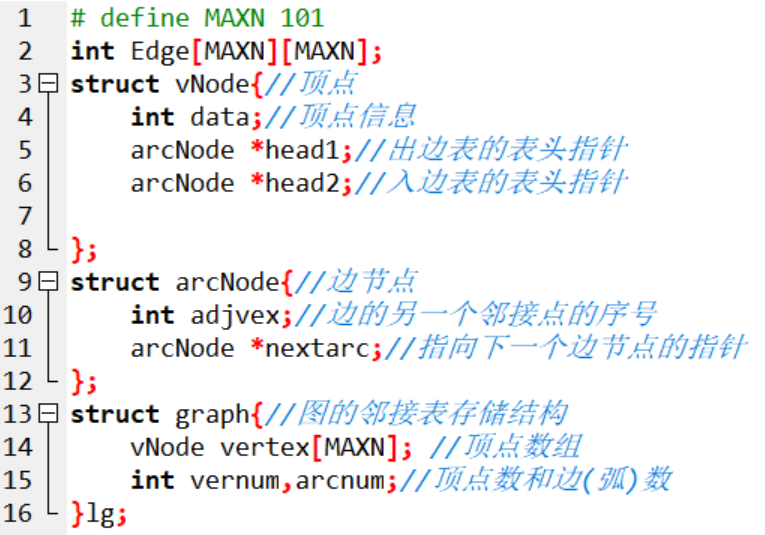 1 # define MAXN 101
2 int Edge[MAXN][MAXN];
3 struct vNode{//顶点
4 int data;//顶点信息
5 arcNode *head1;//出边表的表头指针
6 arcNode *head2;//入边表的表头指针
7
8 };
9 struct arcNode{//边节点
10 int adjvex;//边的另一个邻接点的序号
11 arcNode *nextarc;//指向下一个边节点的指针
12 };
13 struct graph{//图的邻接表存储结构
14 vNode vertex[MAXN]; //顶点数组
15 int vernum,arcnum;//顶点数和边(弧)数
16 }lg;